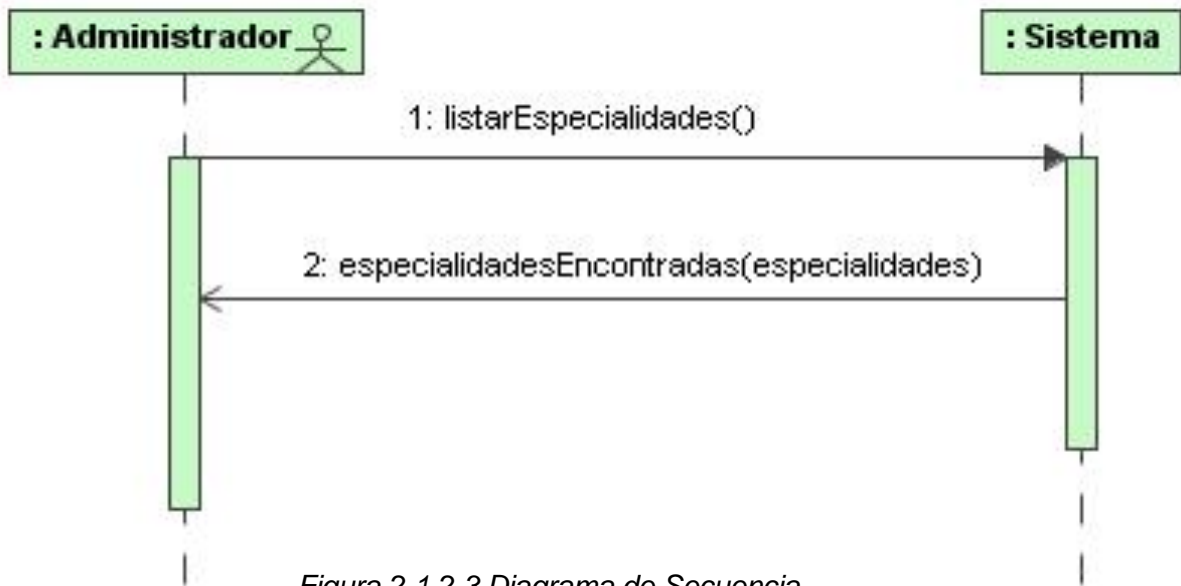 : Administrador
: Sistema
1: listarEspecialidades()
2: especialidadesEncontradas(especialidades)
Figura 2-1.2-3 Diagrama de Secuencia